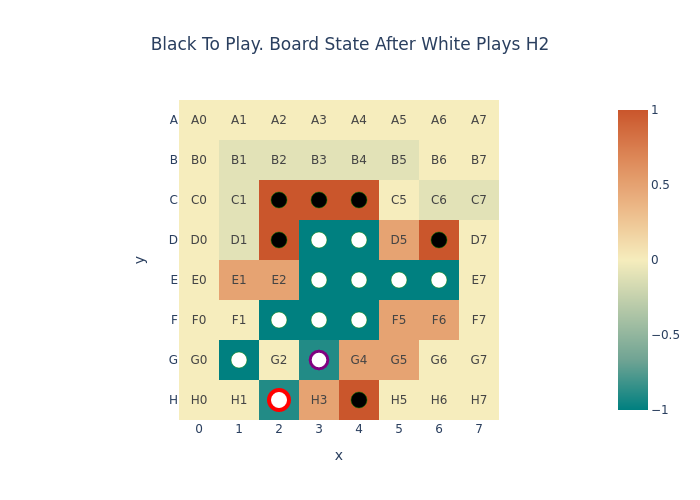 Black To Play. Board State After White Plays H2
A A0 A1 A2 A3 A4 A5 A6 A7
B B0 B1 B2 B3 B4 B5 B6 B7
C C0 C1 C5 C6 C7
D D0 D1 D5 D7
E E0 E1 E2 E7
F F0 F1 F5 F6 F7
G G0 G2 G4 G5 G6 G7
H H0 H1 H3 H5 H6 H7
0 1 2 3 4 5 6 7
x
y
1
0.5
0
−0.5
−1